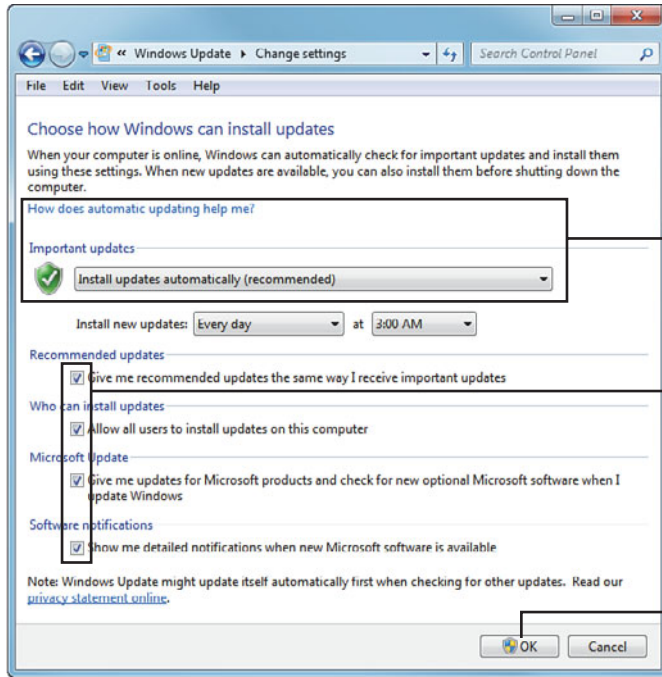 « Windows Update ▸ Change settings
Search Control Panel
File Edit View Tools Help
Choose how Windows can install updates
When your computer is online, Windows can automatically check for important updates and install them
using these settings. When new updates are available, you can also install them before shutting down the
computer.
How does automatic updating help me?
Important updates
Install updates automatically (recommended)
Install new updates: Every day at 3:00 AM
Recommended updates
Give me recommended updates the same way I receive important updates
Who can install updates
Allow all users to install updates on this computer
Microsoft Update
Give me updates for Microsoft products and check for new optional Microsoft software when I
update Windows
Software notifications
Show me detailed notifications when new Microsoft software is available
Note: Windows Update might update itself automatically first when checking for other updates. Read our
privacy statement online.
OK Cancel